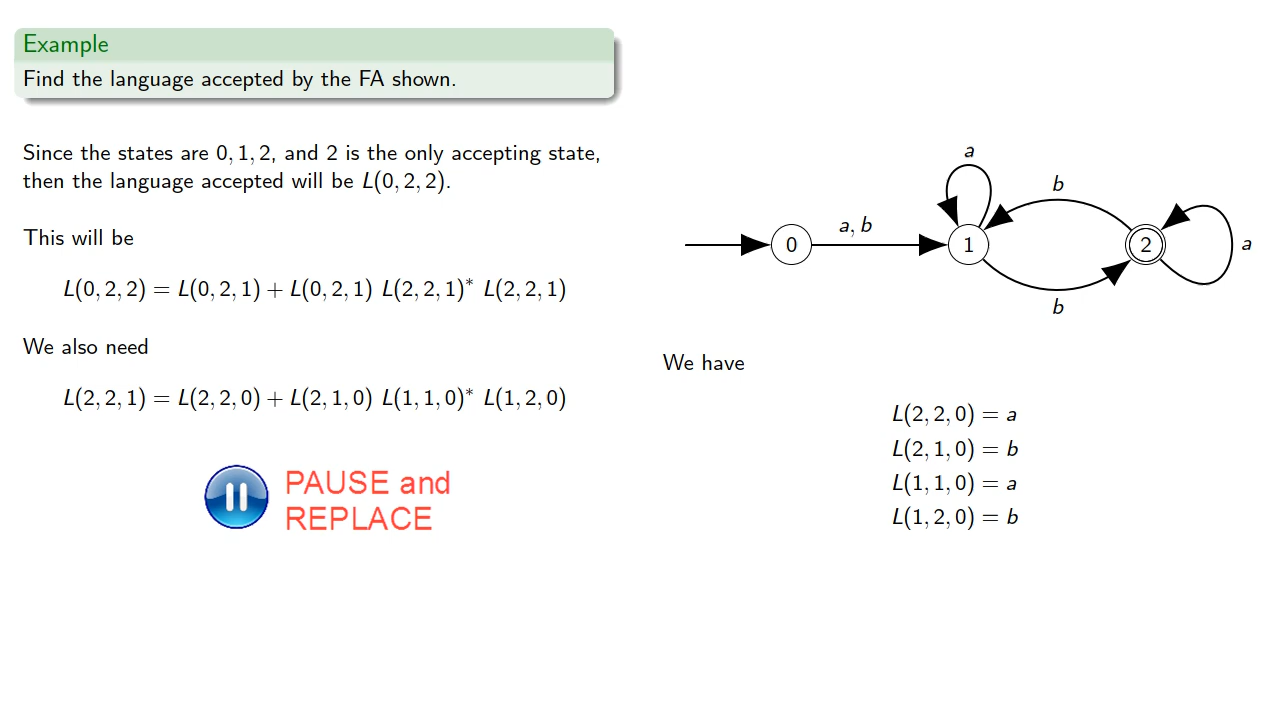 Example
Find the language accepted by the FA shown.
Since the states are 0, 1, 2, and 2 is the only accepting state,
then the language accepted will be L(0, 2, 2).
This will be
L(0, 2, 2) = L(0, 2, 1) + L(0, 2, 1) L(2, 2, 1)* L(2, 2, 1)
We also need
L(2, 2, 1) = L(2, 2, 0) + L(2, 1, 0) L(1, 1, 0)* L(1, 2, 0)
PAUSE and
REPLACE
a
b
a, b
0
1
2
a
b
We have
L(2, 2, 0) = a
L(2, 1, 0) = b
L(1, 1, 0) = a
L(1, 2, 0) = b